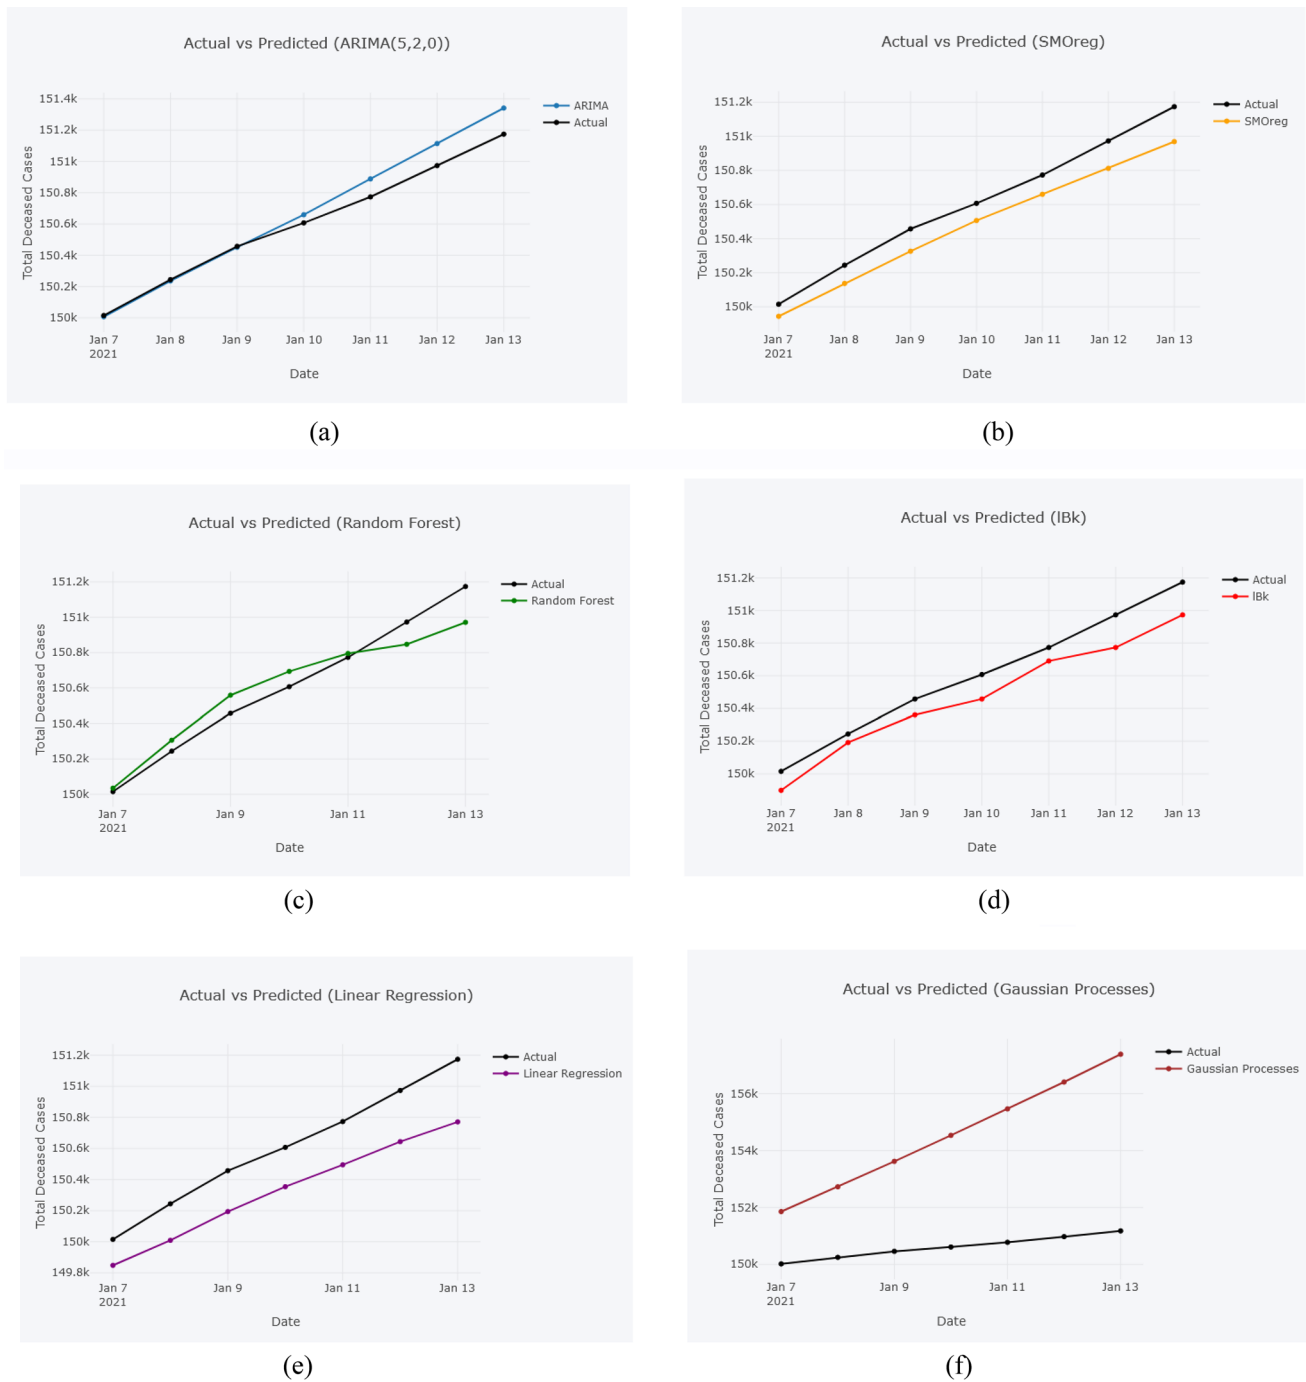 Actual vs Predicted (ARIMA(5,2,0))
151.4k
151.2k
151k
150.8k
150.6k
150.4k
150.2k
150k
Total Deceased Cases
Jan 7 Jan 8 Jan 9 Jan 10 Jan 11 Jan 12 Jan 13
2021
Date
ARIMA
Actual
(a)
Actual vs Predicted (SMOreg)
151.2k
151k
150.8k
150.6k
150.4k
150.2k
150k
Total Deceased Cases
Jan 7 Jan 8 Jan 9 Jan 10 Jan 11 Jan 12 Jan 13
2021
Date
Actual
SMOreg
(b)
Actual vs Predicted (Random Forest)
151.2k
151k
150.8k
150.6k
150.4k
150.2k
150k
Total Deceased Cases
Jan 7 Jan 9 Jan 11 Jan 13
2021
Date
Actual
Random Forest
(c)
Actual vs Predicted (lBk)
151.2k
151k
150.8k
150.6k
150.4k
150.2k
150k
Total Deceased Cases
Jan 7 Jan 8 Jan 9 Jan 10 Jan 11 Jan 12 Jan 13
2021
Date
Actual
lBk
(d)
Actual vs Predicted (Linear Regression)
151.2k
151k
150.8k
150.6k
150.4k
150.2k
150k
149.8k
Total Deceased Cases
Jan 7 Jan 9 Jan 11 Jan 13
2021
Date
Actual
Linear Regression
(e)
Actual vs Predicted (Gaussian Processes)
156k
154k
152k
150k
Total Deceased Cases
Jan 7 Jan 9 Jan 11 Jan 13
2021
Date
Actual
Gaussian Processes
(f)